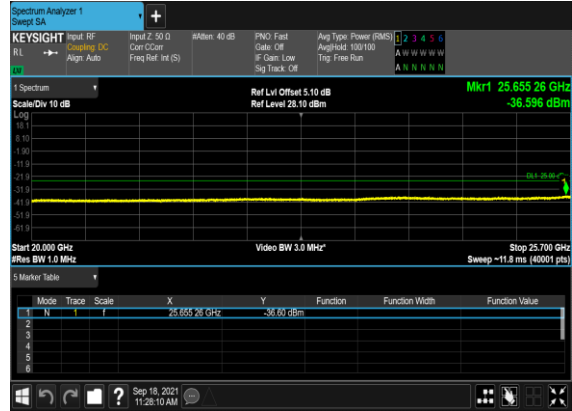 Spectrum Analyzer 1
Swept SA
+
KEYSIGHT Input: RF Input Z: 50 Ω #Atten: 40 dB PNO: Fast Avg Type: Power (RMS) 1 2 3 4 5 6
RL Coupling: DC Corr CCorr Gate: Off Avg|Hold: 100/100 A W W W W W
Align: Auto Freq Ref: Int (S) IF Gain: Low Trig: Free Run
Sig Track: Off A N N N N N
LW
1 Spectrum Ref Lvl Offset 5.10 dB Mkr1 25.655 26 GHz
Scale/Div 10 dB Ref Level 28.10 dBm -36.596 dBm
Log
18.1
8.10
-1.90
-11.9
-21.9 DL1 -25.00
-31.9
-41.9
-51.9
-61.9
Start 20.000 GHz Video BW 3.0 MHz* Stop 25.700 GHz
#Res BW 1.0 MHz Sweep ~11.8 ms (40001 pts)
5 Marker Table
Mode Trace Scale X Y Function Function Width Function Value
1 N 1 f 25.655 26 GHz -36.60 dBm
2
3
4
5
6
? Sep 18, 2021
11:28:10 AM